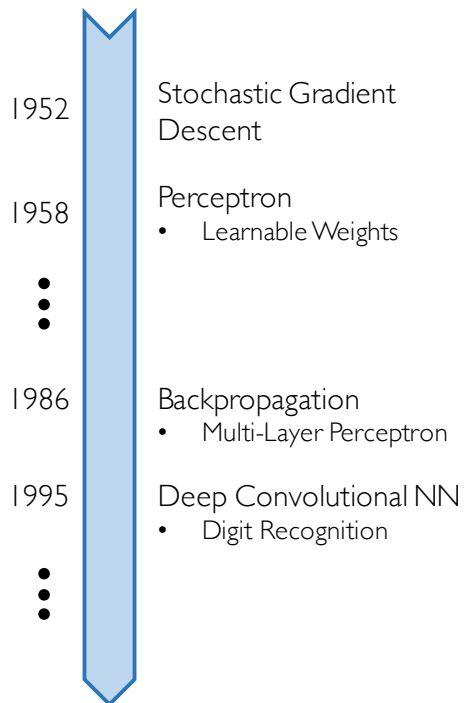 1952
Stochastic Gradient
Descent
1958
Perceptron
• Learnable Weights
1986
Backpropagation
• Multi-Layer Perceptron
1995
Deep Convolutional NN
• Digit Recognition